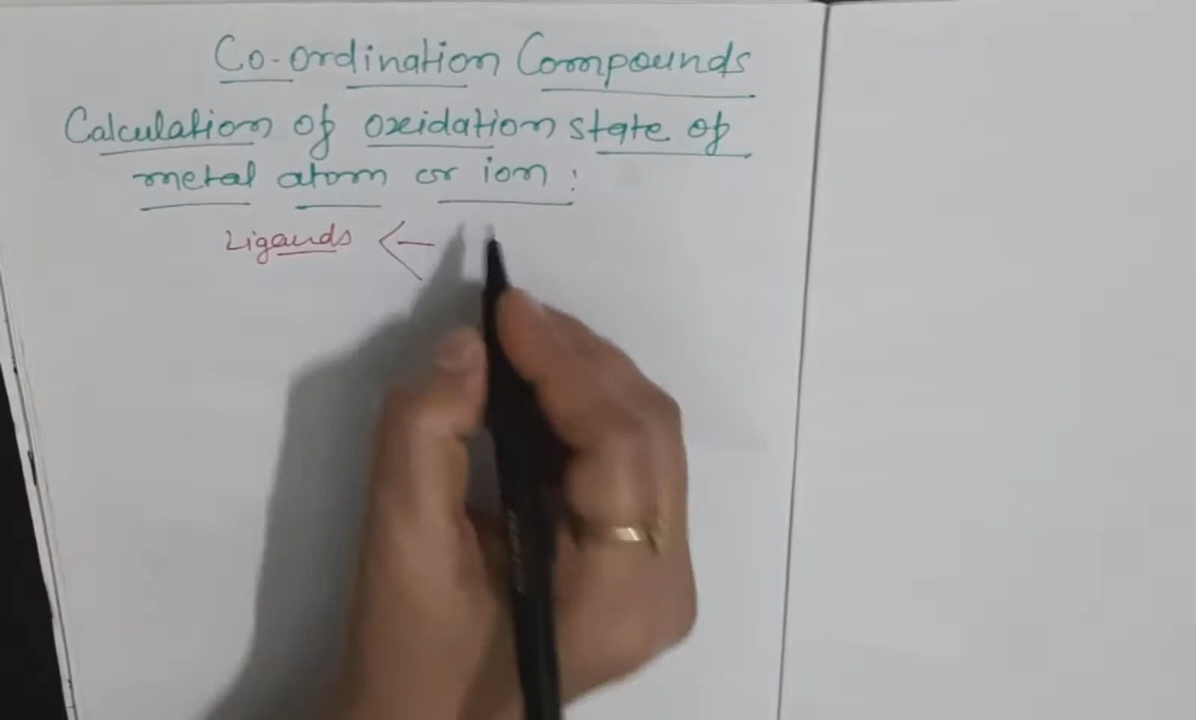 Co-ordination Compounds
Calculation of oxidation state of
metal atom or ion :
Ligands